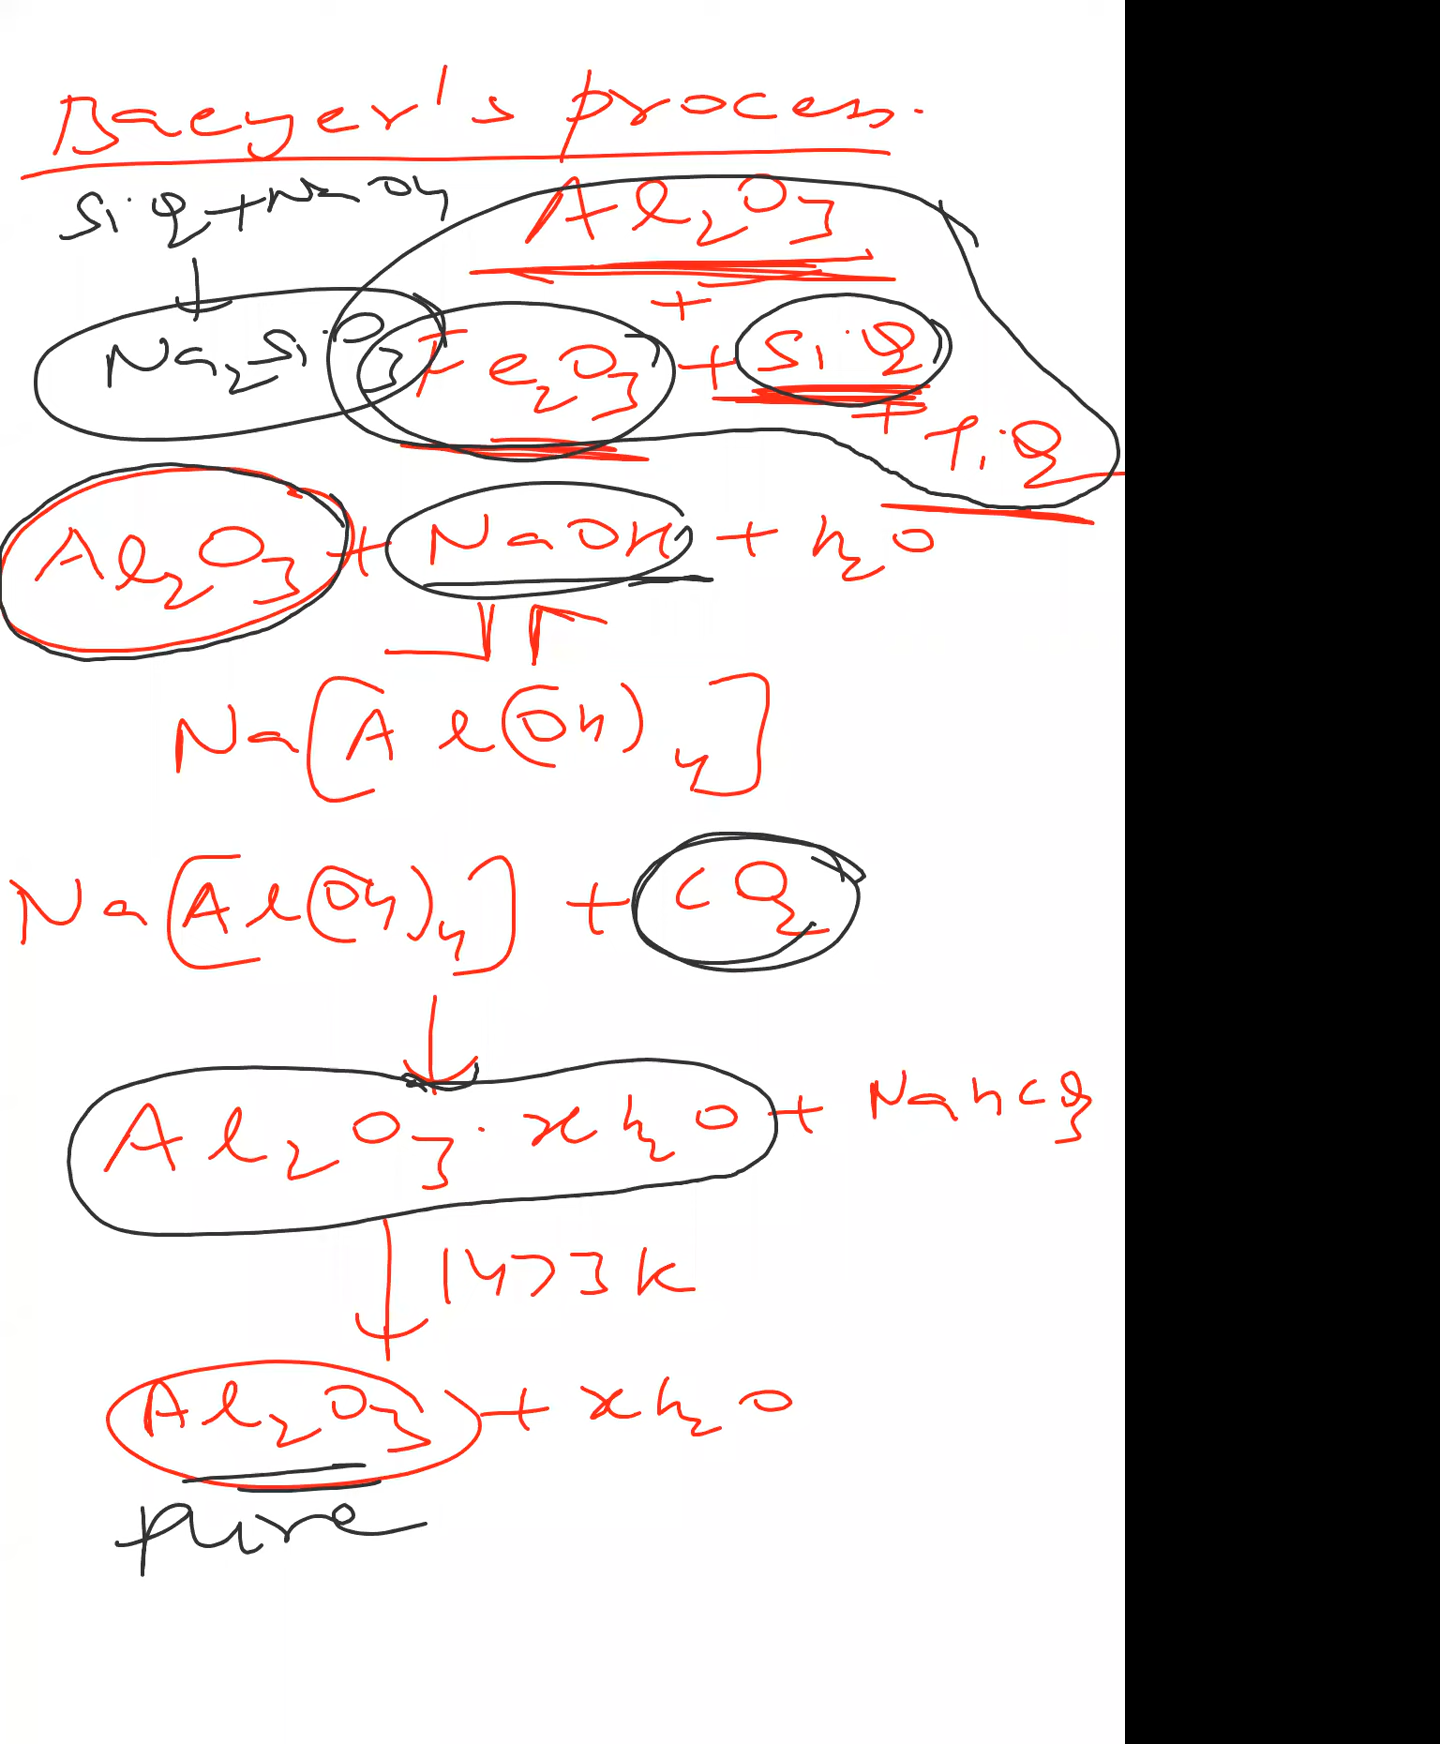 Baeyer's process.
SiO₂ + NaOH
Al₂O₃
↓
+
Na₂SiO₃
Fe₂O₃ + SiO₂
+ TiO₂
Al₂O₃ + NaOH + H₂O
↓↑
Na[Al(OH)₄]
Na[Al(OH)₄] + CO₂
↓
Al₂O₃·xH₂O + NaHCO₃
↓ 1473 K
Al₂O₃ + xH₂O
pure